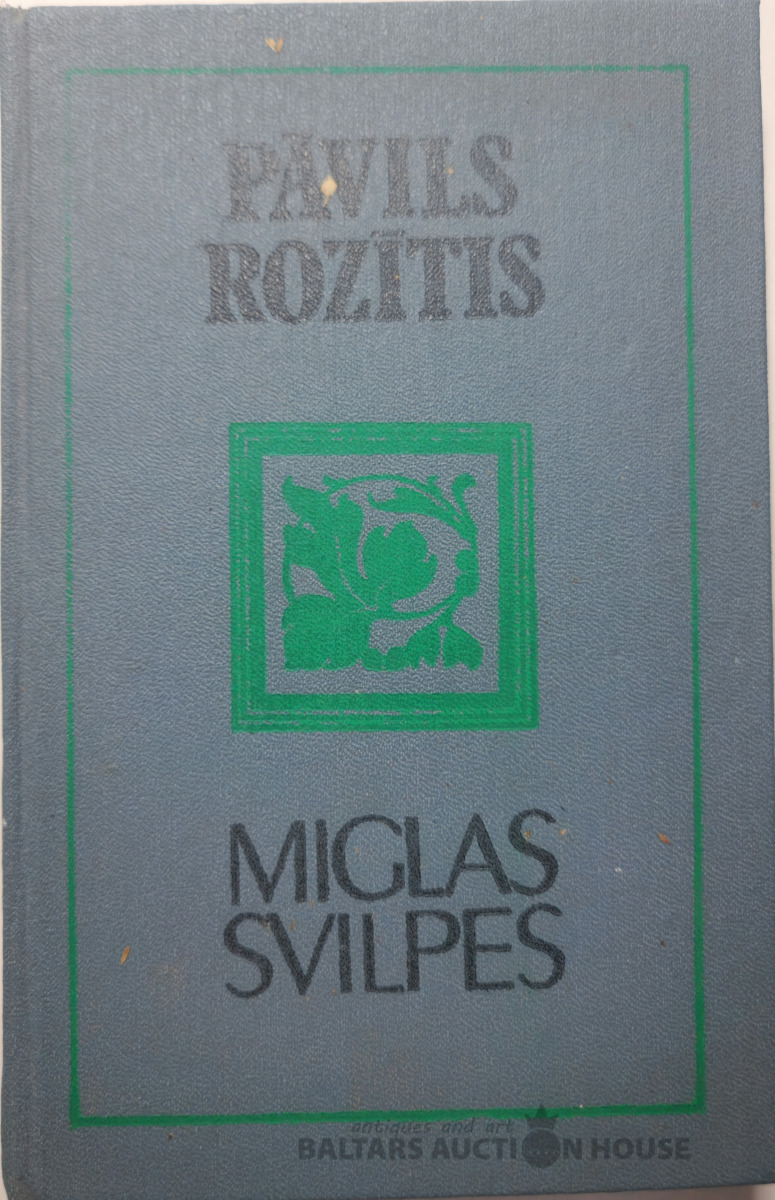 PĀVILS
ROZĪTIS
MIGLAS
SVILPES
antiques and art
BALTARS AUCTION HOUSE